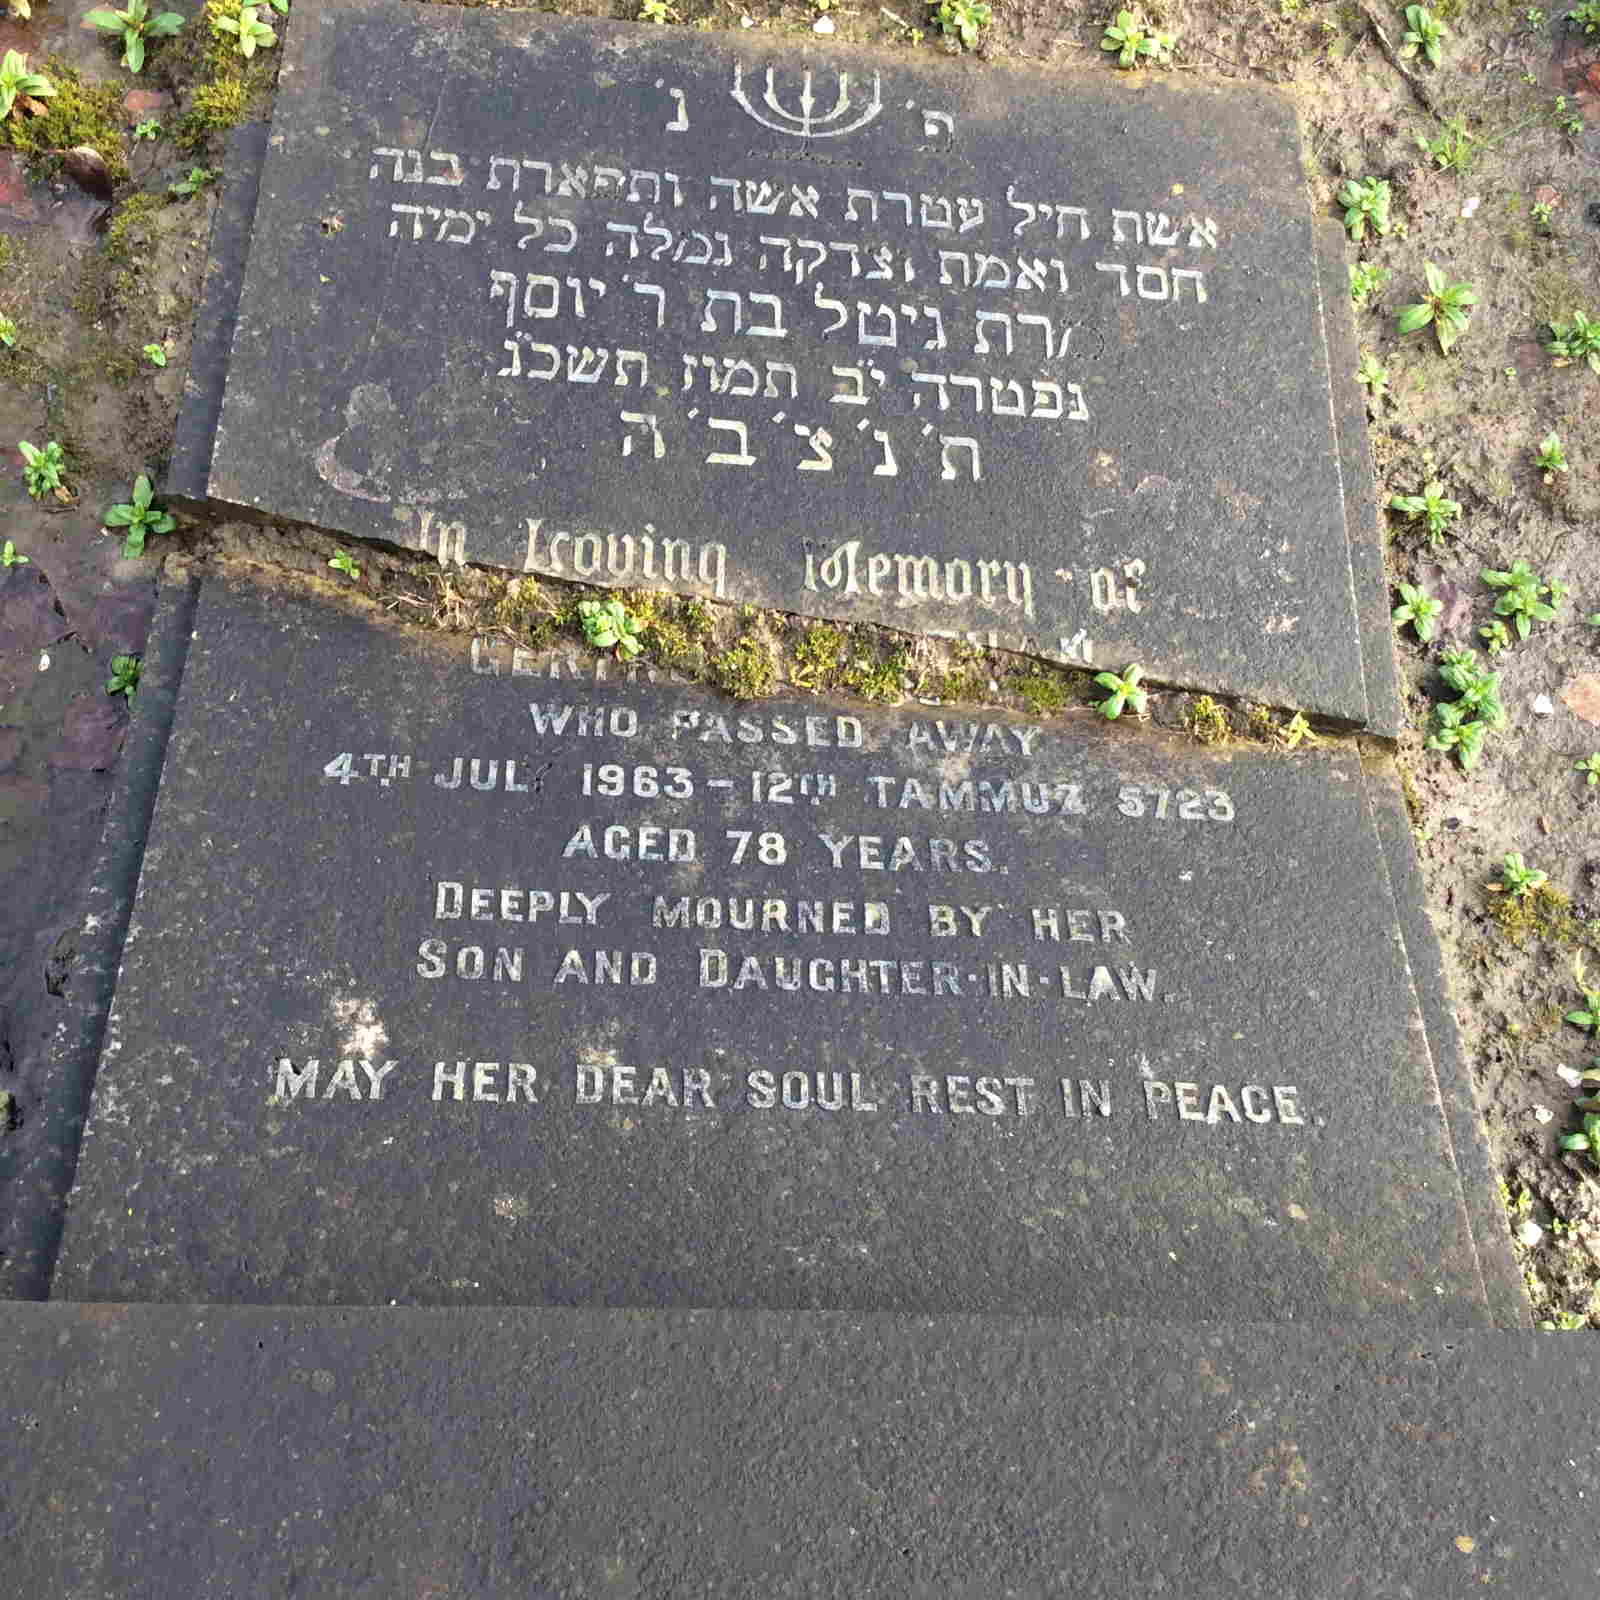 פ׳ נ׳
אשת חיל עטרת אשה ותפארת בנה
חסד ואמת וצדקה גמלה כל ימיה
מרת גיטל בת ר׳ יוסף
נפטרה י״ב תמוז תשכ״ג
ת׳ נ׳ צ׳ ב׳ ה׳
In Loving Memory of
WHO PASSED AWAY
4TH JULY 1963 - 12TH TAMMUZ 5723
AGED 78 YEARS.
DEEPLY MOURNED BY HER
SON AND DAUGHTER-IN-LAW.
MAY HER DEAR SOUL REST IN PEACE.